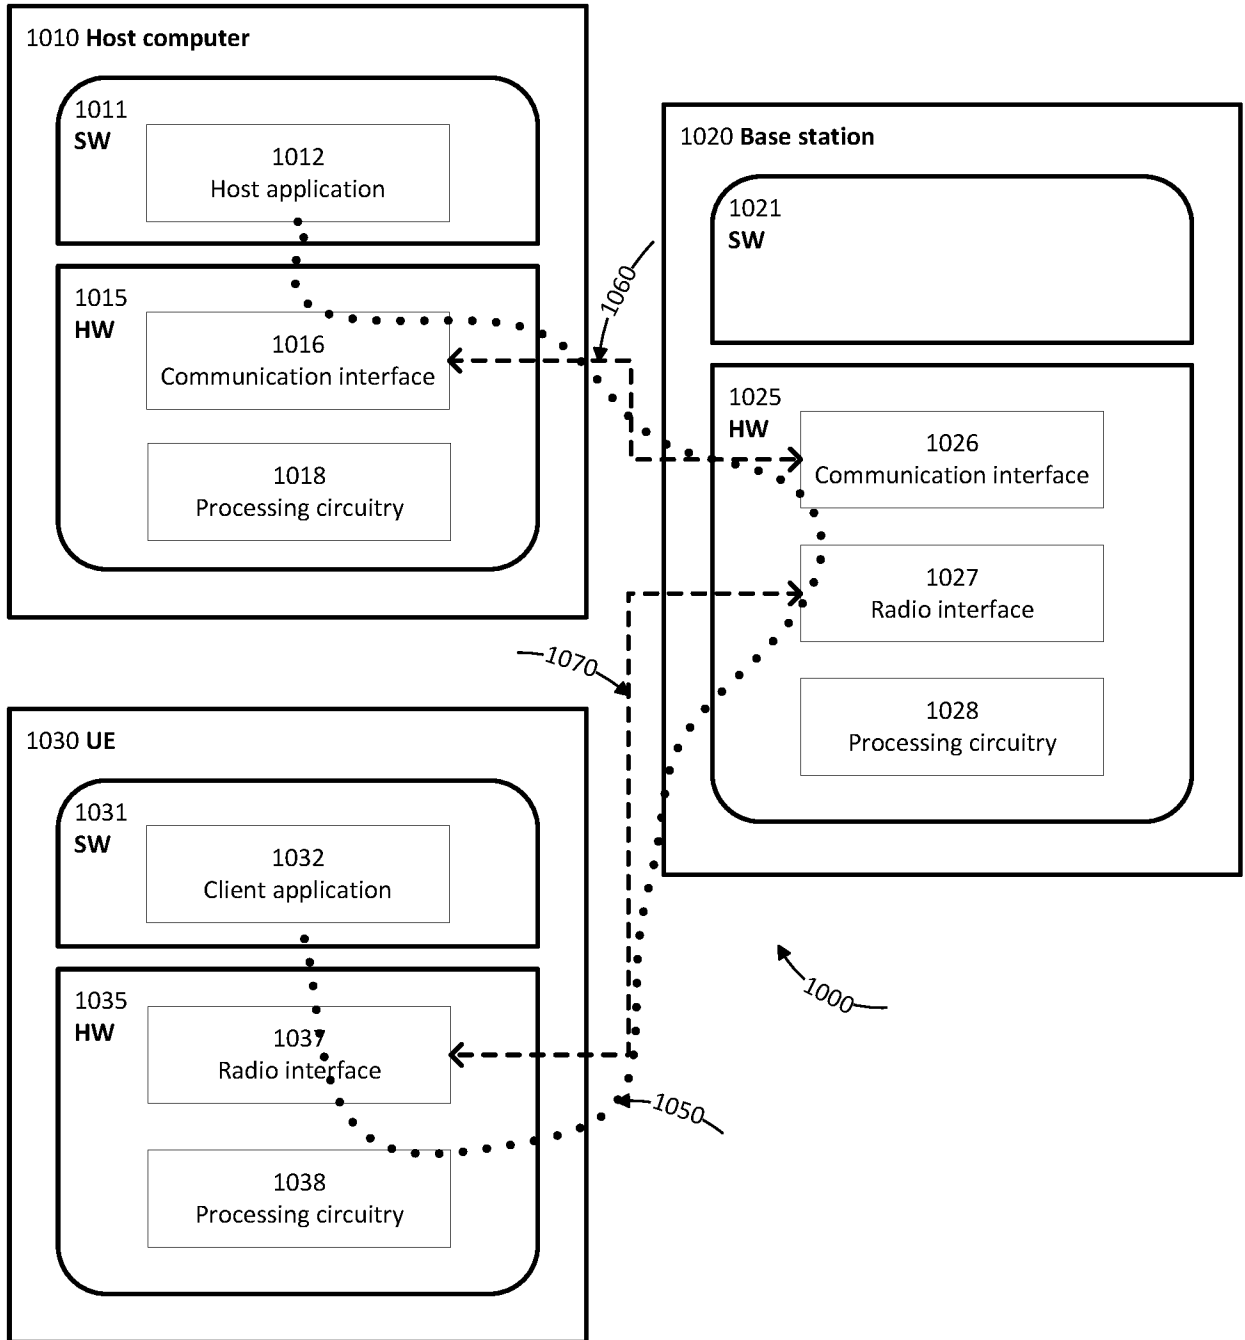 1010 Host computer
1011
SW
1012
Host application
1015
HW
1016
Communication interface
1018
Processing circuitry
1060
1020 Base station
1021
SW
1025
HW
1026
Communication interface
1027
Radio interface
1028
Processing circuitry
1070
1030 UE
1031
SW
1032
Client application
1035
HW
1037
Radio interface
1038
Processing circuitry
1000
1050